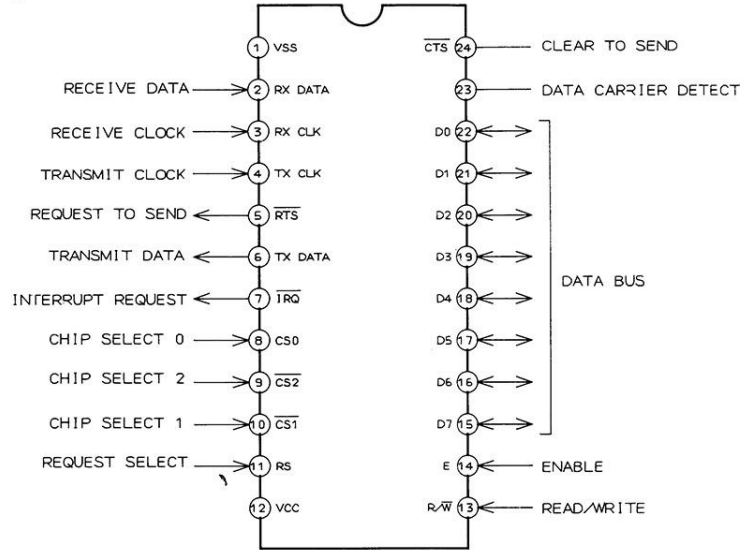 1 VSS
RECEIVE DATA 2 RX DATA
RECEIVE CLOCK 3 RX CLK
TRANSMIT CLOCK 4 TX CLK
REQUEST TO SEND 5 RTS
TRANSMIT DATA 6 TX DATA
INTERRUPT REQUEST 7 IRQ
CHIP SELECT 0 8 CS0
CHIP SELECT 2 9 CS2
CHIP SELECT 1 10 CS1
REQUEST SELECT 11 RS
12 VCC
CTS 24 CLEAR TO SEND
23 DATA CARRIER DETECT
D0 22
D1 21
D2 20
D3 19
D4 18
D5 17
D6 16
D7 15
DATA BUS
E 14 ENABLE
R/W 13 READ/WRITE